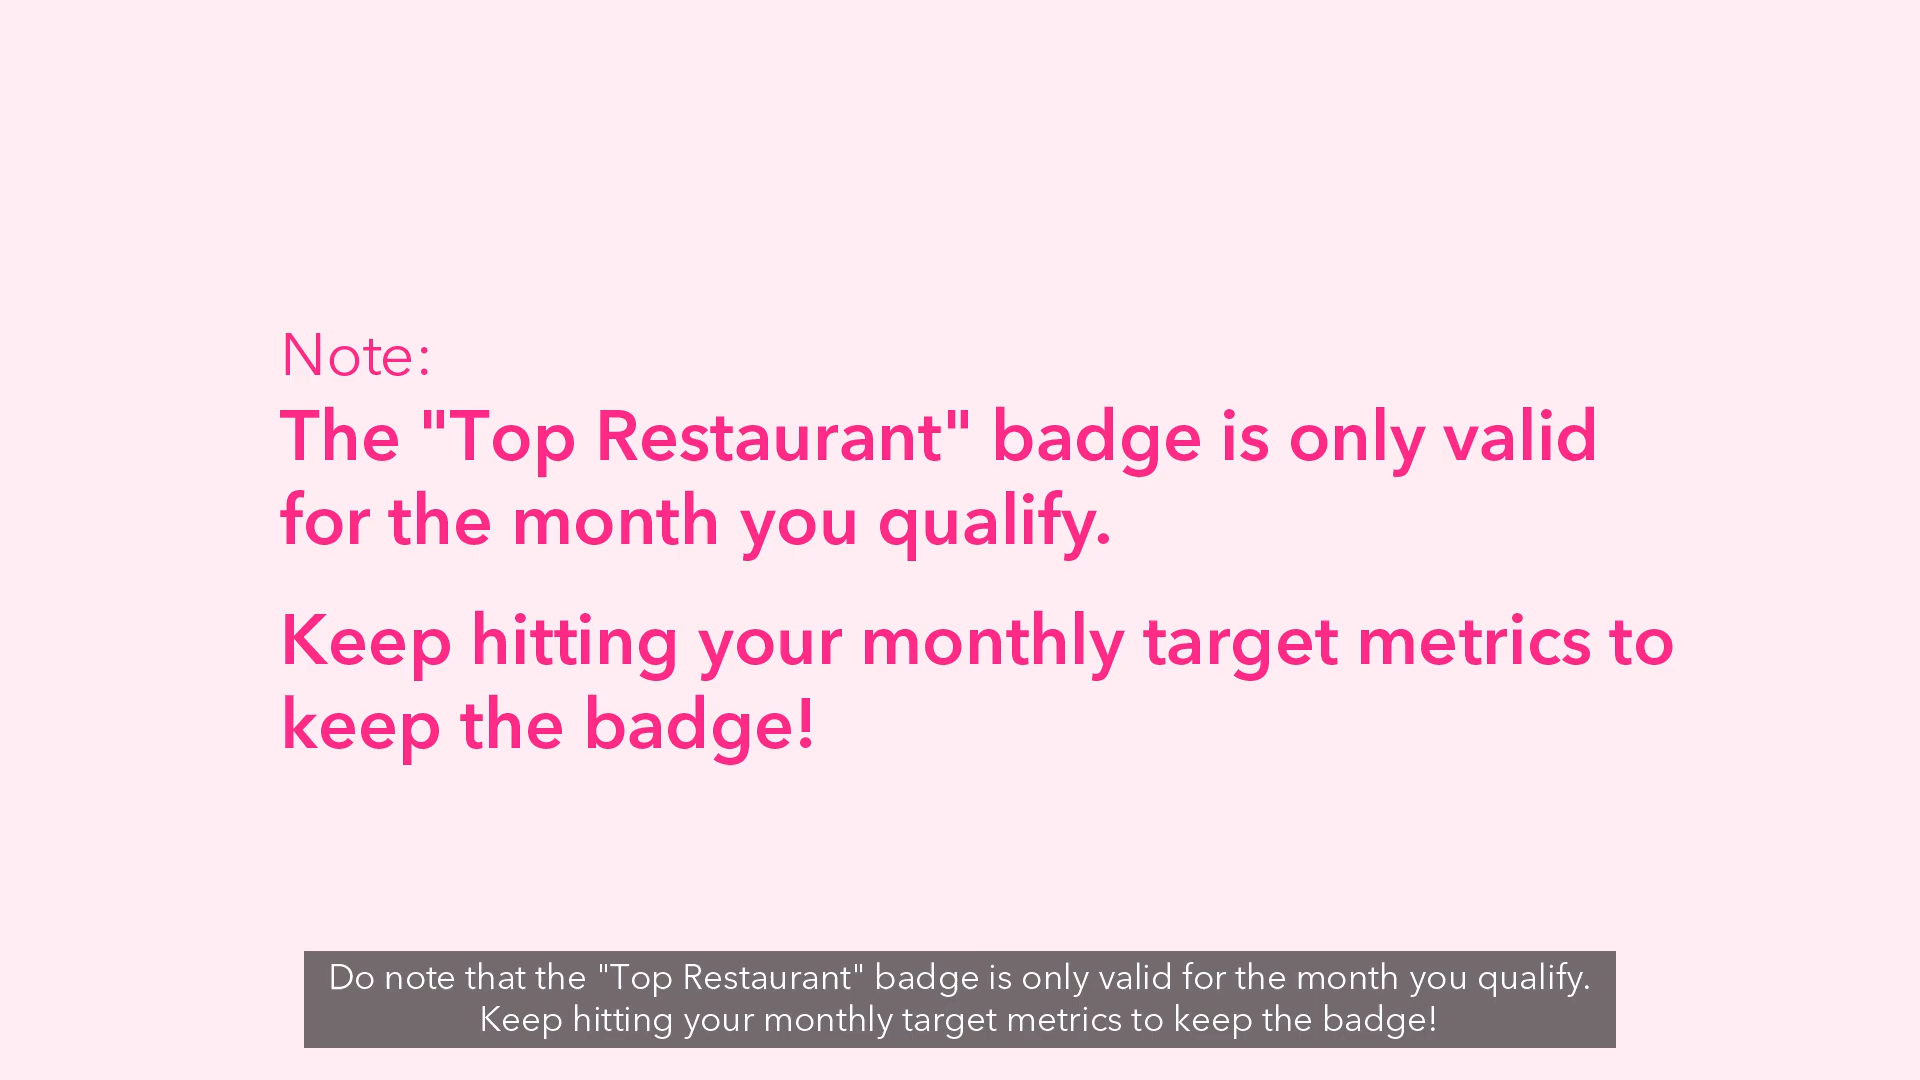 Note:
The "Top Restaurant" badge is only valid
for the month you qualify.
Keep hitting your monthly target metrics to
keep the badge!
Do note that the "Top Restaurant" badge is only valid for the month you qualify.
Keep hitting your monthly target metrics to keep the badge!